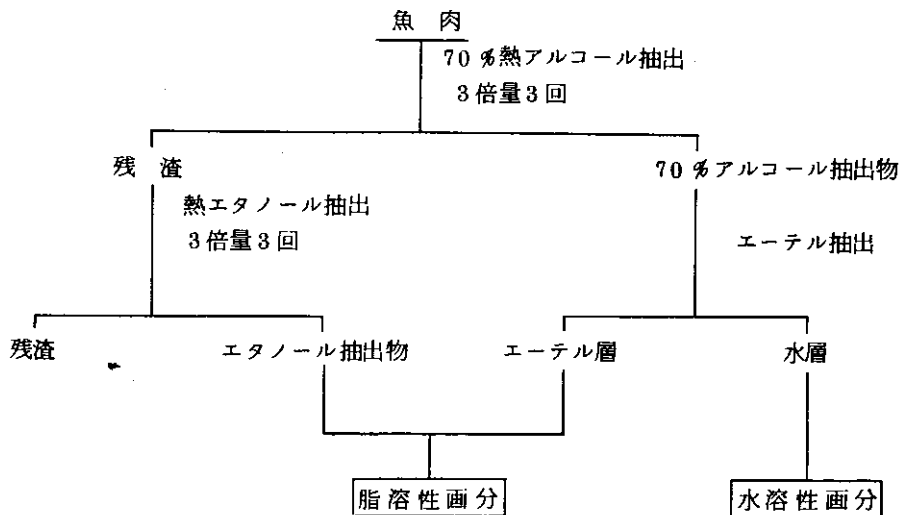 魚 肉
70%熱アルコール抽出
3倍量3回
残 渣
70%アルコール抽出物
熱エタノール抽出
3倍量3回
エーテル抽出
残渣
エタノール抽出物
エーテル層
水層
脂溶性画分
水溶性画分